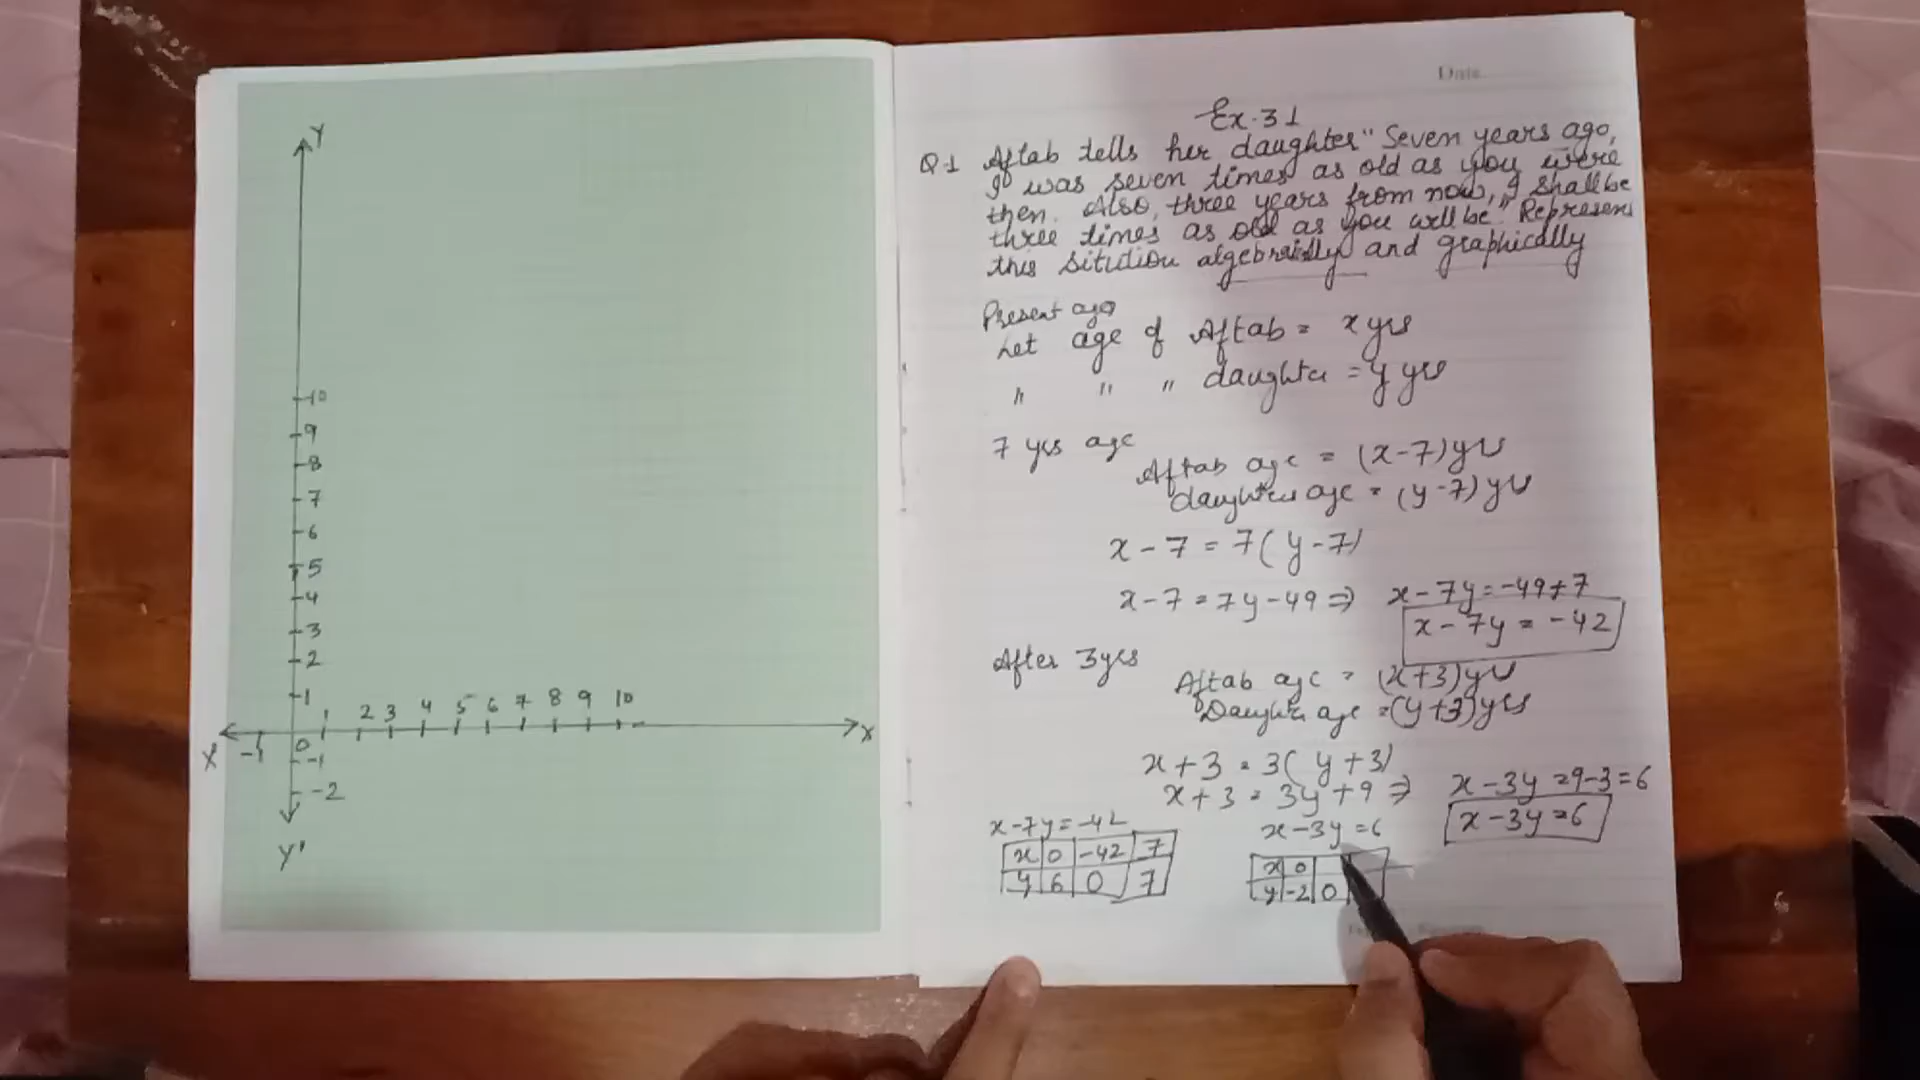 Date
Ex. 3.1
Q.1 Aftab tells her daughter "Seven years ago,
I was seven times as old as you were
then. Also, three years from now, I shall be
three times as old as you will be." Represent
this algebraically and graphically
Present age
Let age of Aftab = x yrs
" " " daughter = y yrs
7 yrs age
Aftab age = (x-7) yrs
daughter age = (y-7) yrs
x - 7 = 7(y-7)
x - 7 = 7y - 49 ⇒ x - 7y = -49+7
x - 7y = -42
After 3yrs
Aftab age = (x+3) yrs
Daughter age = (y+3) yrs
x + 3 = 3(y+3)
x + 3 = 3y + 9 ⇒ x - 3y = 9-3 = 6
x - 3y = 6
x - 7y = -42
x 0 -42 7
y 6 0 7
x - 3y = 6
x 0
y -2 0
Y
10
9
8
7
6
5
4
3
2
1
1 2 3 4 5 6 7 8 9 10
X' -1 0 X
-1
-2
Y'